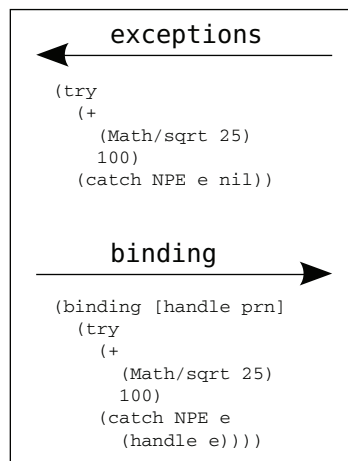 exceptions
(try
  (+
    (Math/sqrt 25)
    100)
  (catch NPE e nil))
binding
(binding [handle prn]
  (try
    (+
      (Math/sqrt 25)
      100)
    (catch NPE e
      (handle e))))